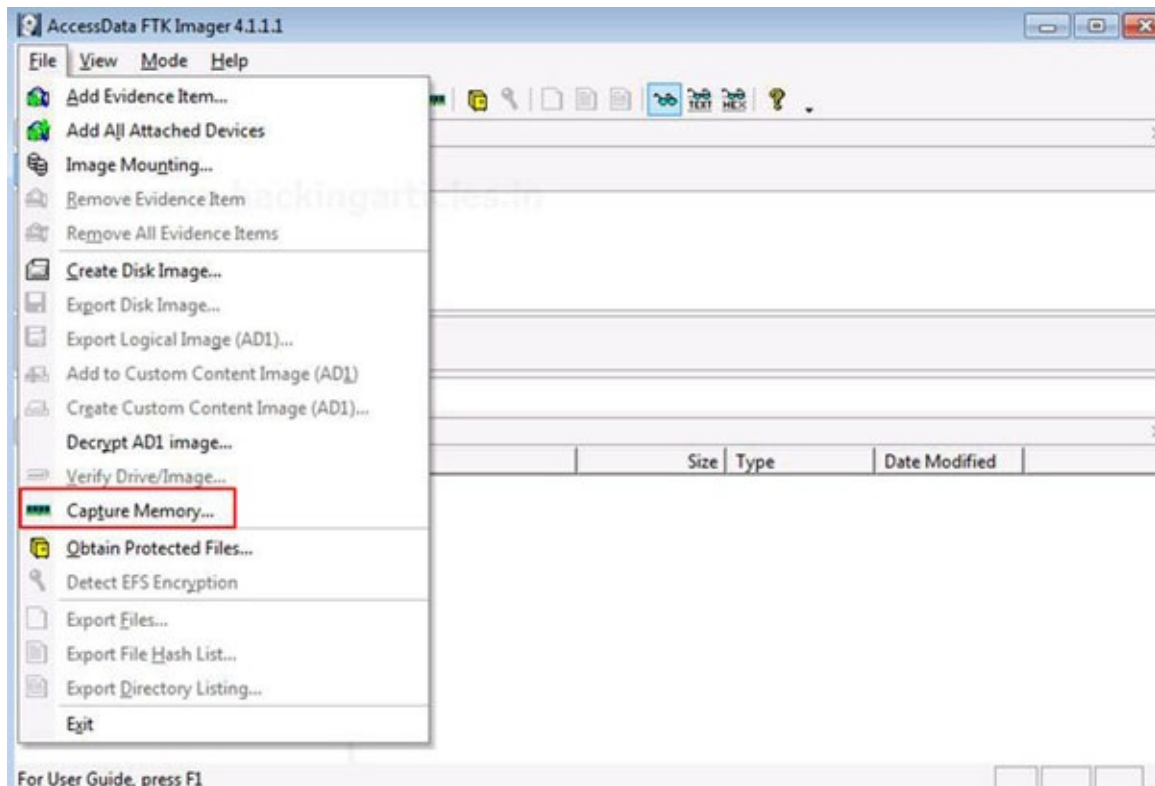 AccessData FTK Imager 4.1.1.1
File View Mode Help
Add Evidence Item...
Add All Attached Devices
Image Mounting...
Remove Evidence Item
Remove All Evidence Items
Create Disk Image...
Export Disk Image...
Export Logical Image (AD1)...
Add to Custom Content Image (AD1)
Create Custom Content Image (AD1)...
Decrypt AD1 image...
Verify Drive/Image...
Capture Memory...
Obtain Protected Files...
Detect EFS Encryption
Export Files...
Export File Hash List...
Export Directory Listing...
Exit
TEXT HEX
Size Type Date Modified
For User Guide, press F1